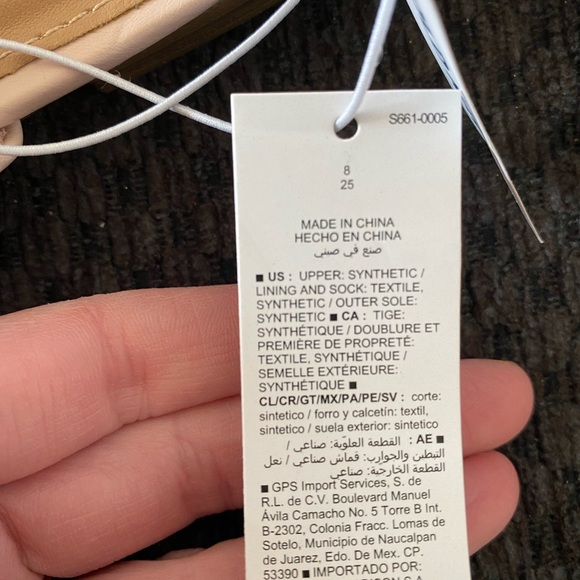 S661-0005
8
25
MADE IN CHINA
HECHO EN CHINA
صنع في صيني
■ US : UPPER: SYNTHETIC /
LINING AND SOCK: TEXTILE,
SYNTHETIC / OUTER SOLE:
SYNTHETIC ■ CA : TIGE:
SYNTHÉTIQUE / DOUBLURE ET
PREMIÈRE DE PROPRETÉ:
TEXTILE, SYNTHÉTIQUE /
SEMELLE EXTÉRIEURE:
SYNTHÉTIQUE ■
CL/CR/GT/MX/PA/PE/SV : corte:
sintetico / forro y calcetín: textil,
sintetico / suela exterior: sintetico
■ AE : القطعة العلوّية: صناعي /
التبطين والجوارب: قماش صناعي / نعل
القطعة الخارجية: صناعي
■ GPS Import Services, S. de
R.L. de C.V. Boulevard Manuel
Ávila Camacho No. 5 Torre B Int.
B-2302, Colonia Fracc. Lomas de
Sotelo, Municipio de Naucalpan
de Juarez, Edo. De Mex. CP.
53390 ■ IMPORTADO POR: